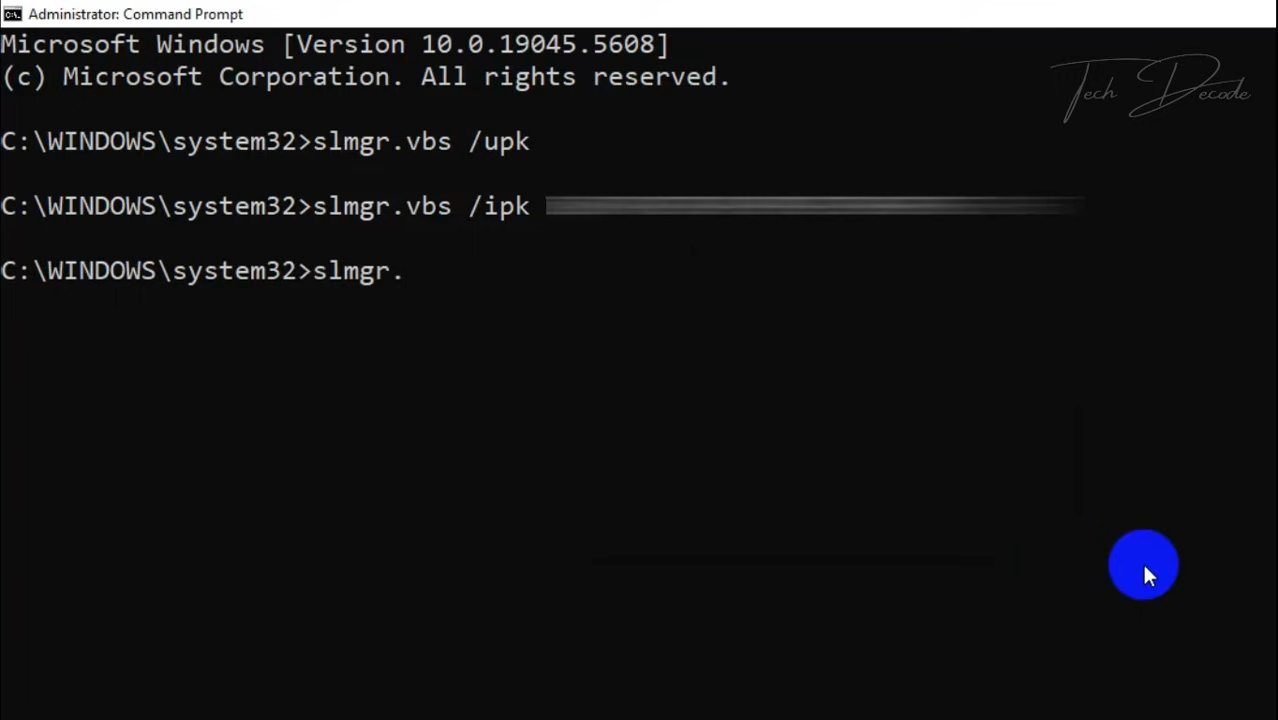 Administrator: Command Prompt
Microsoft Windows [Version 10.0.19045.5608]
(c) Microsoft Corporation. All rights reserved.
Tech Decode
C:\WINDOWS\system32>slmgr.vbs /upk
C:\WINDOWS\system32>slmgr.vbs /ipk
C:\WINDOWS\system32>slmgr.